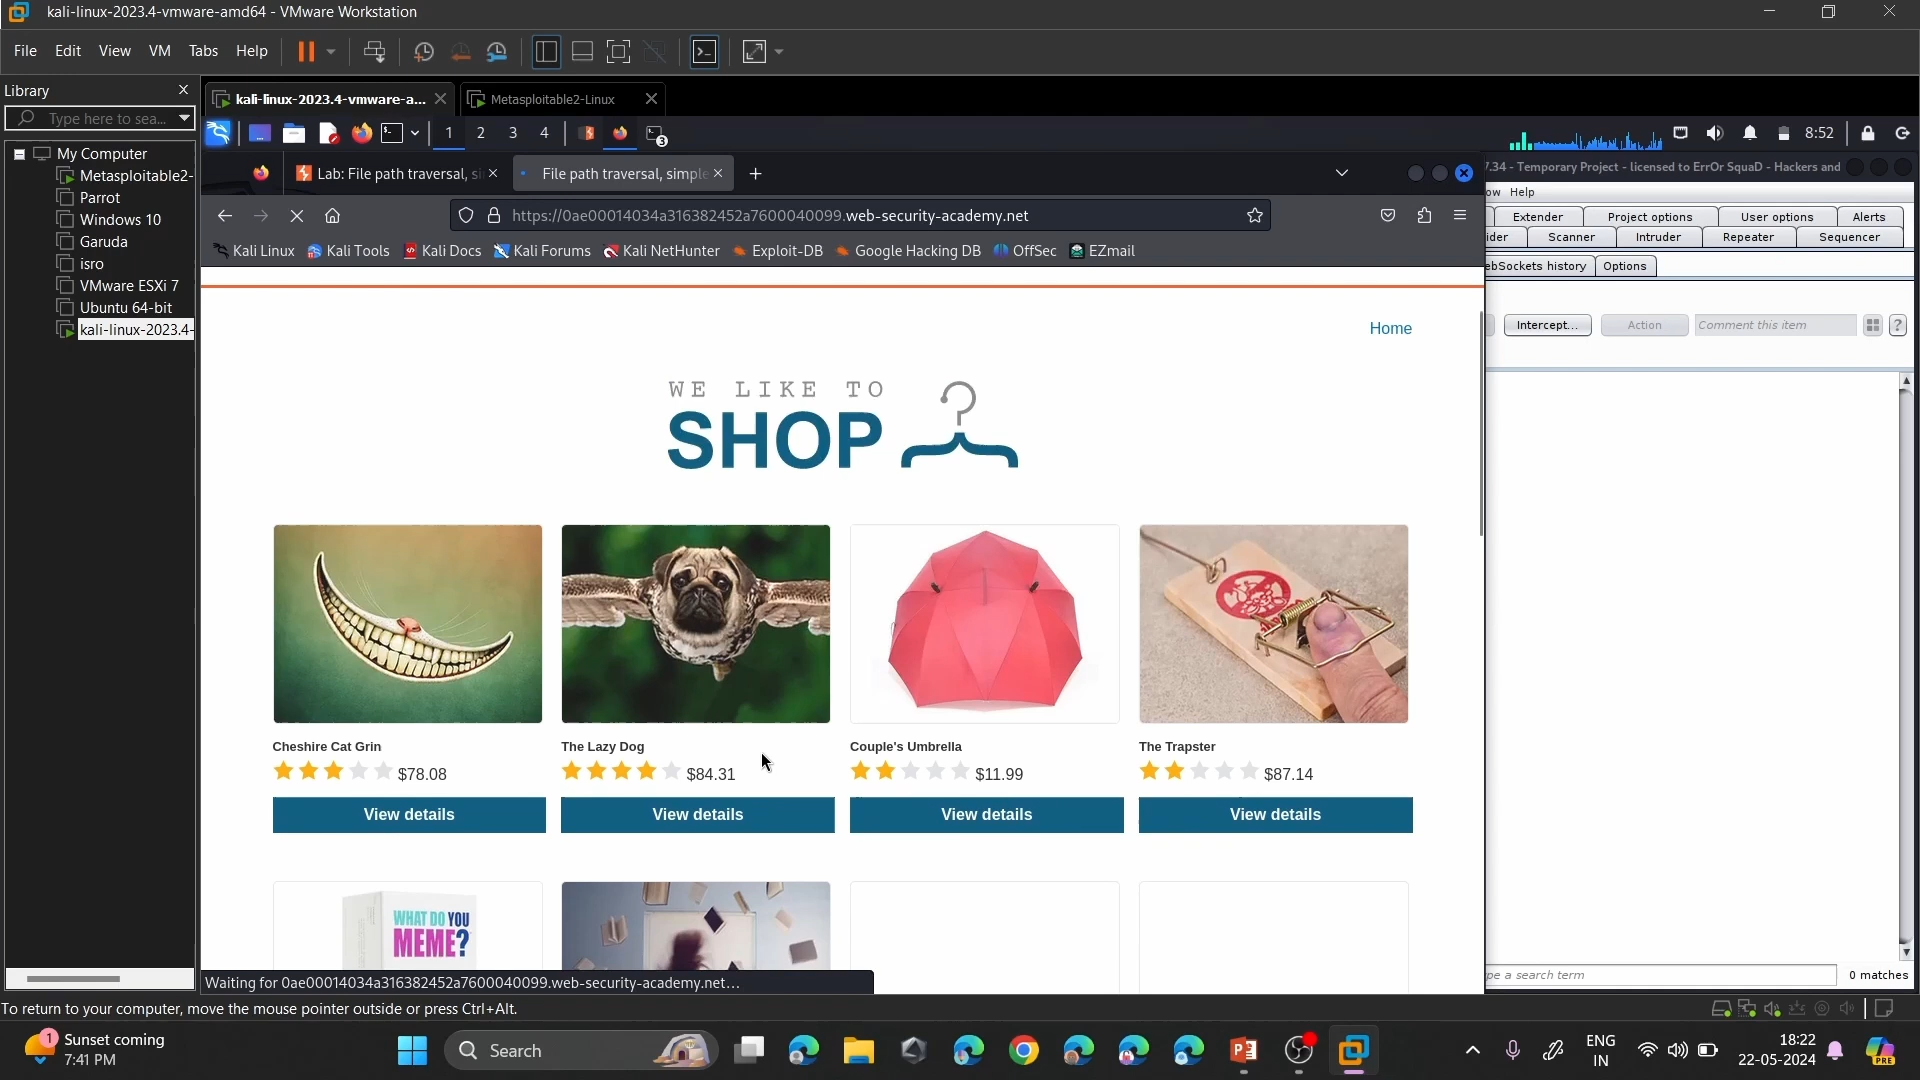 kali-linux-2023.4-vmware-amd64 - VMware Workstation
File Edit View VM Tabs Help
Library
Type here to sea...
My Computer
Metasploitable2-
Parrot
Windows 10
Garuda
isro
VMware ESXi 7
Ubuntu 64-bit
kali-linux-2023.4-
kali-linux-2023.4-vmware-a...
Metasploitable2-Linux
1 2 3 4
3
8:52
Lab: File path traversal, si
File path traversal, simple
7.34 - Temporary Project - licensed to ErrOr SquaD - Hackers and
https://0ae00014034a316382452a7600040099.web-security-academy.net
Kali Linux Kali Tools Kali Docs Kali Forums Kali NetHunter Exploit-DB Google Hacking DB OffSec EZmail
ow Help
Extender Project options User options Alerts
ider Scanner Intruder Repeater Sequencer
ebSockets history Options
Intercept... Action Comment this item ?
Home
WE LIKE TO
SHOP
Cheshire Cat Grin
$78.08
View details
The Lazy Dog
$84.31
View details
Couple's Umbrella
$11.99
View details
The Trapster
$87.14
View details
WHAT DO YOU
MEME?
Waiting for 0ae00014034a316382452a7600040099.web-security-academy.net...
pe a search term
0 matches
To return to your computer, move the mouse pointer outside or press Ctrl+Alt.
1
Sunset coming
7:41 PM
Search
ENG
IN
18:22
22-05-2024
PRE